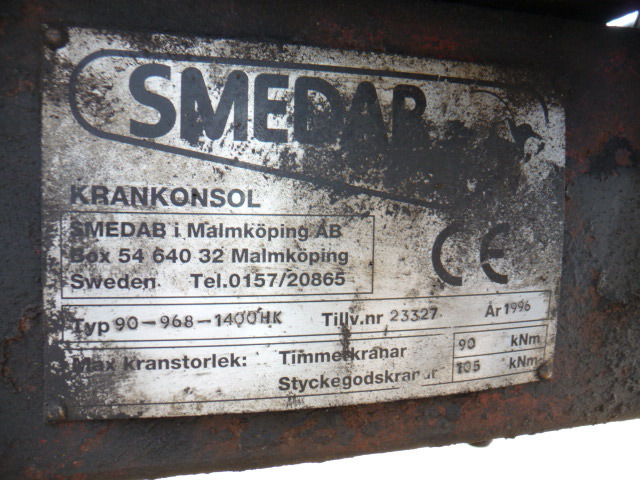 SMEDAB
KRANKONSOL
SMEDAB i Malmköping AB
Box 54 640 32 Malmköping
Sweden Tel.0157/20865
CE
Typ 90-968-1400HK Tillv.nr 23327 År 1996
Max kranstorlek: Timmerkranar 90 kNm
Styckegodskranar 105 kNm